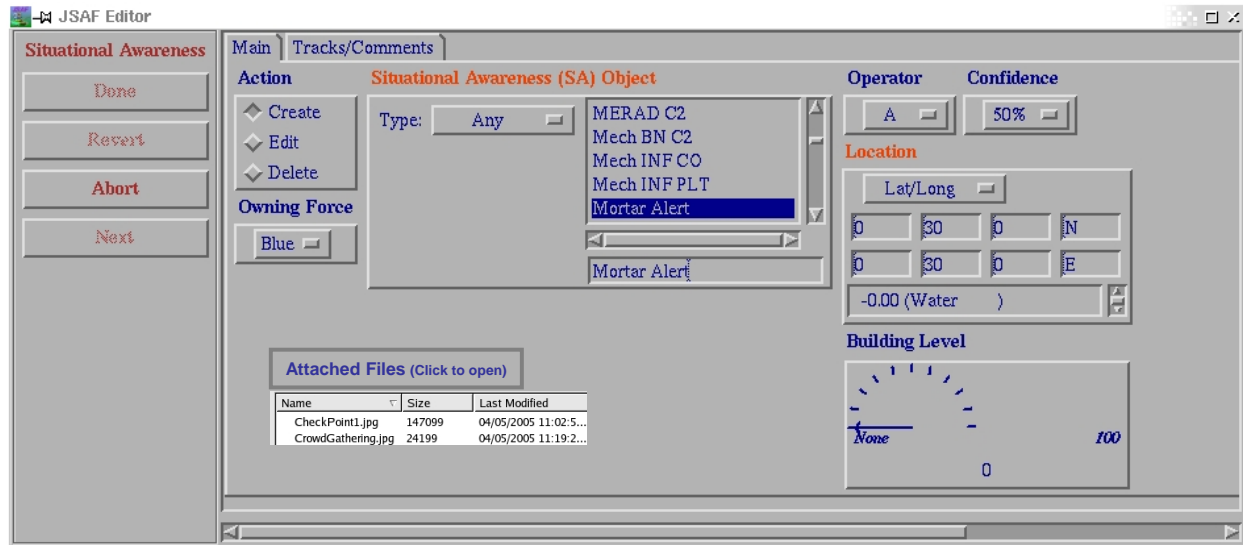 JSAF Editor
Situational Awareness
Done
Revert
Abort
Next
Main
Tracks/Comments
Action
Create
Edit
Delete
Owning Force
Blue
Situational Awareness (SA) Object
Type:
Any
MERAD C2
Mech BN C2
Mech INF CO
Mech INF PLT
Mortar Alert
Mortar Alert
Operator
A
Confidence
50%
Location
Lat/Long
0 30 0 N
0 30 0 E
-0.00 (Water )
Building Level
None
100
0
Attached Files (Click to open)
Name Size Last Modified
CheckPoint1.jpg 147099 04/05/2005 11:02:5...
CrowdGathering.jpg 24199 04/05/2005 11:19:2...